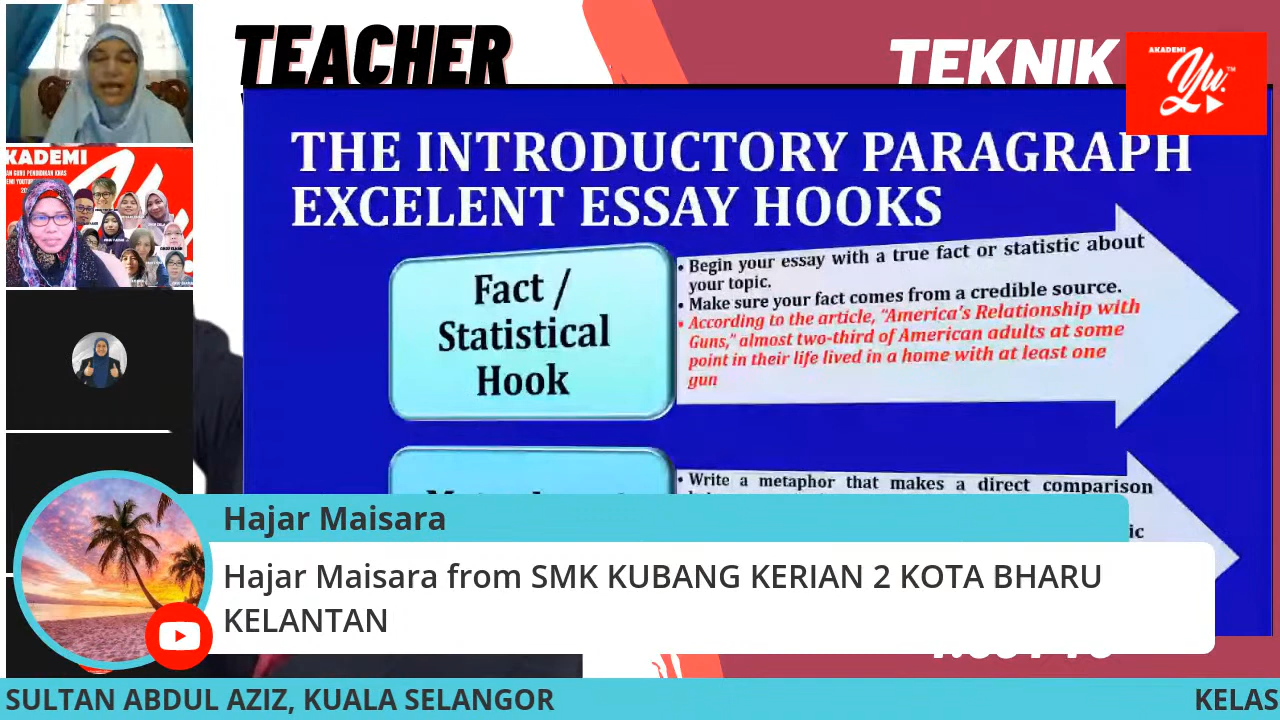 TEACHER
TEKNIK
AKADEMI
Yu.
TM
KADEMI
THE INTRODUCTORY PARAGRAPH
EXCELENT ESSAY HOOKS
Fact /
Statistical
Hook
• Begin your essay with a true fact or statistic about
your topic.
• Make sure your fact comes from a credible source.
• According to the article, "America's Relationship with
Guns," almost two-third of American adults at some
point in their life lived in a home with at least one
gun
• Write a metaphor that makes a direct comparison
ic
Hajar Maisara
Hajar Maisara from SMK KUBANG KERIAN 2 KOTA BHARU
KELANTAN
SULTAN ABDUL AZIZ, KUALA SELANGOR
KELAS